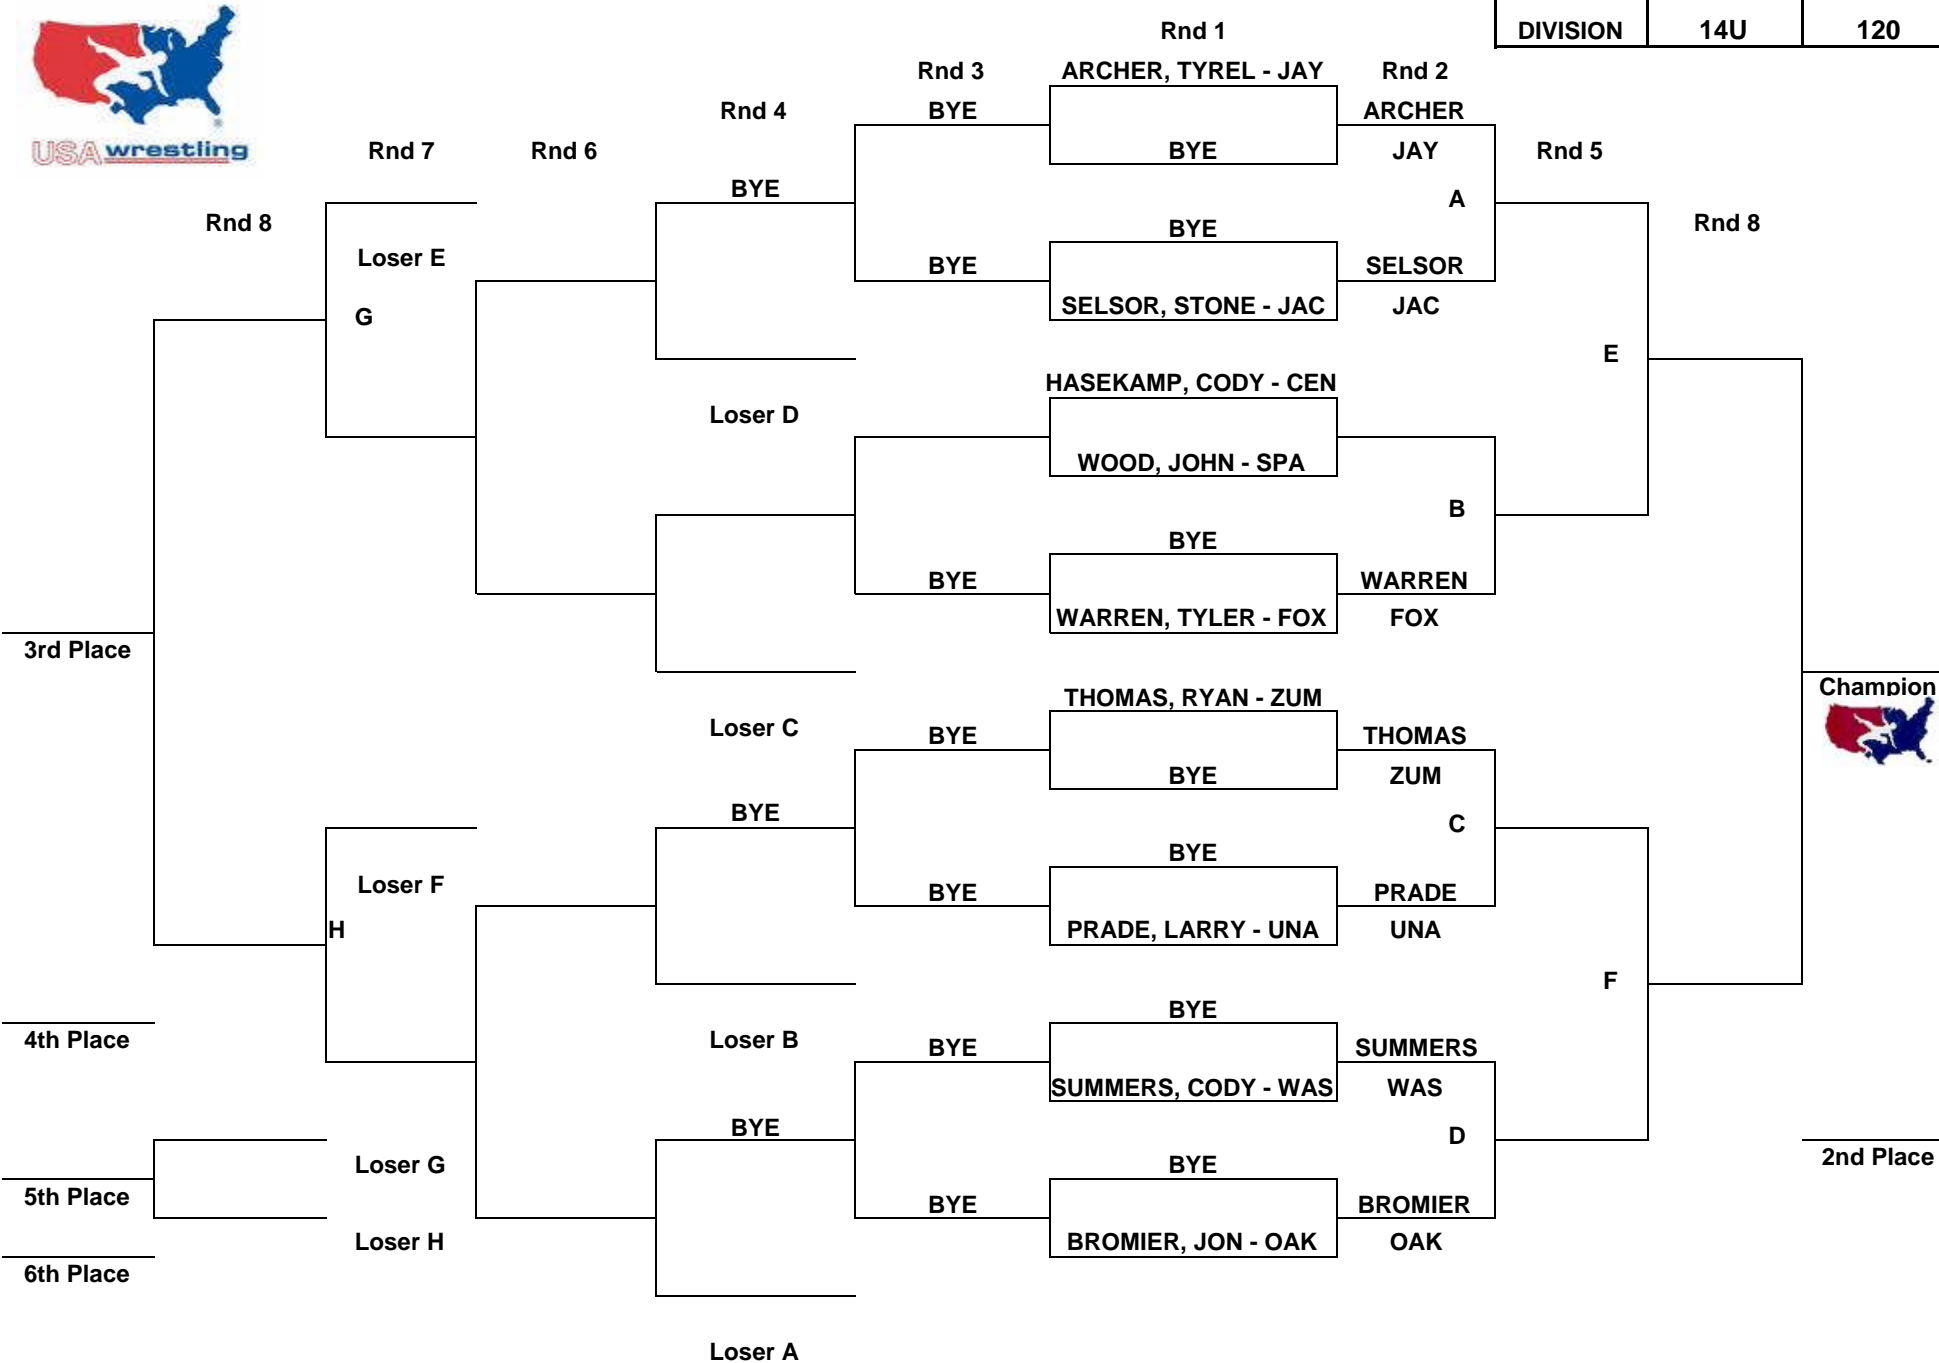 Rnd 1
DIVISION 14U 120
Rnd 3 ARCHER, TYREL - JAY Rnd 2
Rnd 4 BYE ARCHER
USA wrestling Rnd 7 Rnd 6 BYE JAY Rnd 5
BYE
A
Rnd 8 BYE Rnd 8
Loser E BYE SELSOR
G SELSOR, STONE - JAC JAC
E
HASEKAMP, CODY - CEN
Loser D
WOOD, JOHN - SPA
B
BYE
BYE WARREN
WARREN, TYLER - FOX FOX
3rd Place
Champion
THOMAS, RYAN - ZUM
Loser C BYE THOMAS
BYE ZUM
BYE C
BYE
Loser F BYE PRADE
H PRADE, LARRY - UNA UNA
F
BYE
4th Place Loser B BYE SUMMERS
SUMMERS, CODY - WAS WAS
BYE D
Loser G BYE 2nd Place
5th Place BYE BROMIER
Loser H BROMIER, JON - OAK OAK
6th Place
Loser A